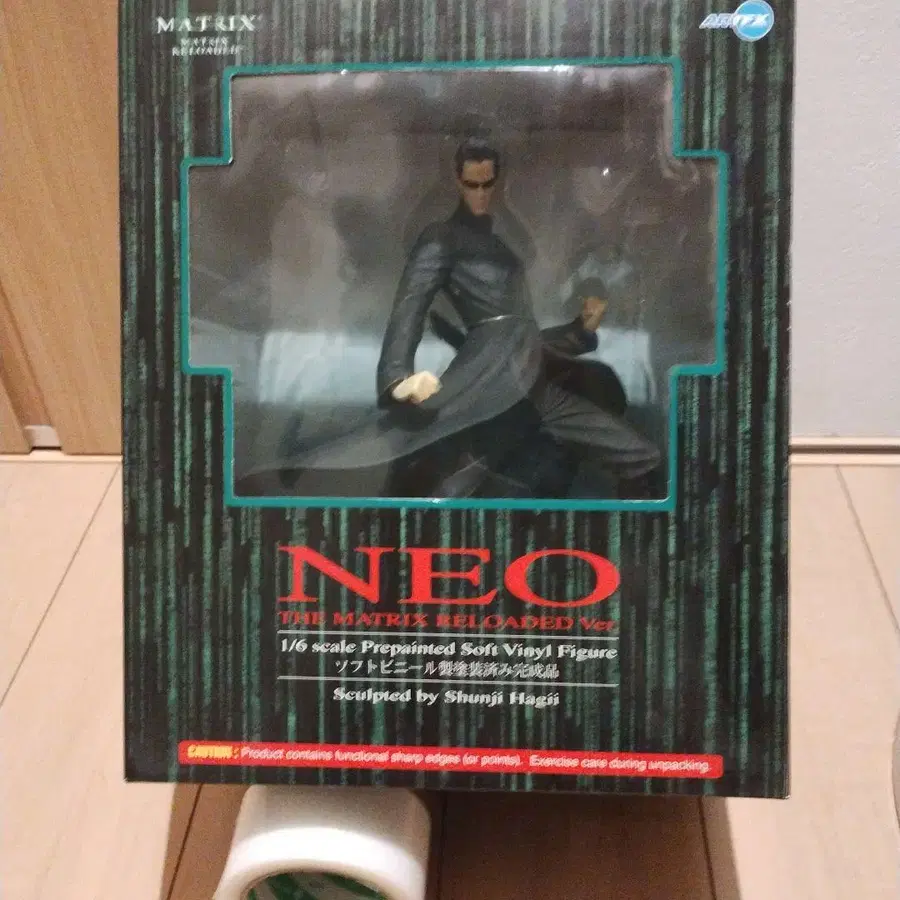 MATRIX
MATRIX
RELOADED
ARTFX
NEO
THE MATRIX RELOADED Ver.
1/6 scale Prepainted Soft Vinyl Figure
ソフトビニール製塗装済み完成品
Sculpted by Shunji Hagii
CAUTION: Product contains functional sharp edges (or points). Exercise care during unpacking.